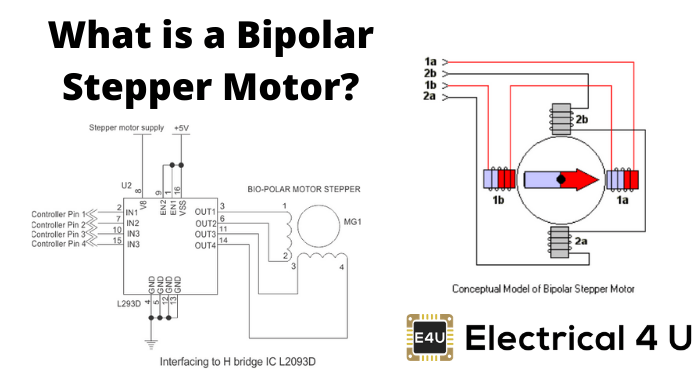 What is a Bipolar
Stepper Motor?
Stepper motor supply
+5V
U2
8
9
1
16
VB
EN2
EN1
VSS
Controller Pin 1
2
IN1
Controller Pin 2
7
IN2
Controller Pin 3
10
IN3
Controller Pin 4
15
IN3
OUT1
3
OUT2
6
OUT3
11
OUT4
14
GND
GND
GND
GND
4
5
12
13
L293D
BIO-POLAR MOTOR STEPPER
1
MG1
2
3
4
Interfacing to H bridge IC L2093D
1a
2b
1b
2a
2b
1b
1a
2a
Conceptual Model of Bipolar Stepper Motor
E4U
Electrical 4 U